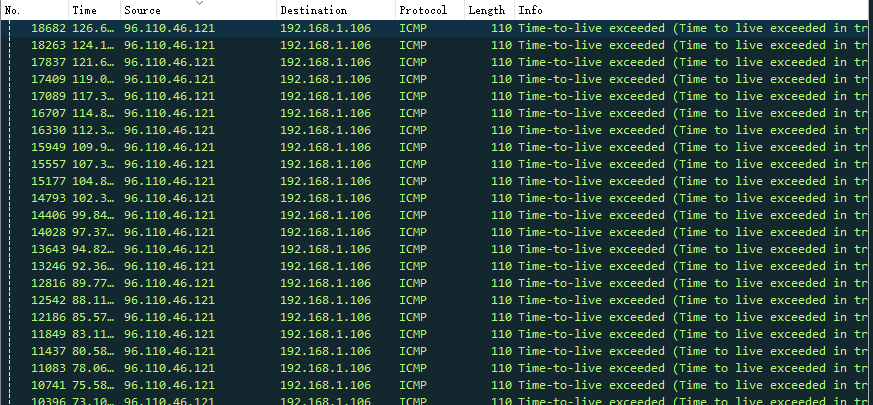 No. Time Source Destination Protocol Length Info
18682 126.6… 96.110.46.121 192.168.1.106 ICMP 110 Time-to-live exceeded (Time to live exceeded in tr
18263 124.1… 96.110.46.121 192.168.1.106 ICMP 110 Time-to-live exceeded (Time to live exceeded in tr
17837 121.6… 96.110.46.121 192.168.1.106 ICMP 110 Time-to-live exceeded (Time to live exceeded in tr
17409 119.0… 96.110.46.121 192.168.1.106 ICMP 110 Time-to-live exceeded (Time to live exceeded in tr
17089 117.3… 96.110.46.121 192.168.1.106 ICMP 110 Time-to-live exceeded (Time to live exceeded in tr
16707 114.8… 96.110.46.121 192.168.1.106 ICMP 110 Time-to-live exceeded (Time to live exceeded in tr
16330 112.3… 96.110.46.121 192.168.1.106 ICMP 110 Time-to-live exceeded (Time to live exceeded in tr
15949 109.9… 96.110.46.121 192.168.1.106 ICMP 110 Time-to-live exceeded (Time to live exceeded in tr
15557 107.3… 96.110.46.121 192.168.1.106 ICMP 110 Time-to-live exceeded (Time to live exceeded in tr
15177 104.8… 96.110.46.121 192.168.1.106 ICMP 110 Time-to-live exceeded (Time to live exceeded in tr
14793 102.3… 96.110.46.121 192.168.1.106 ICMP 110 Time-to-live exceeded (Time to live exceeded in tr
14406 99.84… 96.110.46.121 192.168.1.106 ICMP 110 Time-to-live exceeded (Time to live exceeded in tr
14028 97.37… 96.110.46.121 192.168.1.106 ICMP 110 Time-to-live exceeded (Time to live exceeded in tr
13643 94.82… 96.110.46.121 192.168.1.106 ICMP 110 Time-to-live exceeded (Time to live exceeded in tr
13246 92.36… 96.110.46.121 192.168.1.106 ICMP 110 Time-to-live exceeded (Time to live exceeded in tr
12816 89.77… 96.110.46.121 192.168.1.106 ICMP 110 Time-to-live exceeded (Time to live exceeded in tr
12542 88.11… 96.110.46.121 192.168.1.106 ICMP 110 Time-to-live exceeded (Time to live exceeded in tr
12186 85.57… 96.110.46.121 192.168.1.106 ICMP 110 Time-to-live exceeded (Time to live exceeded in tr
11849 83.11… 96.110.46.121 192.168.1.106 ICMP 110 Time-to-live exceeded (Time to live exceeded in tr
11437 80.58… 96.110.46.121 192.168.1.106 ICMP 110 Time-to-live exceeded (Time to live exceeded in tr
11083 78.06… 96.110.46.121 192.168.1.106 ICMP 110 Time-to-live exceeded (Time to live exceeded in tr
10741 75.58… 96.110.46.121 192.168.1.106 ICMP 110 Time-to-live exceeded (Time to live exceeded in tr
10396 73.10… 96.110.46.121 192.168.1.106 ICMP 110 Time-to-live exceeded (Time to live exceeded in tr